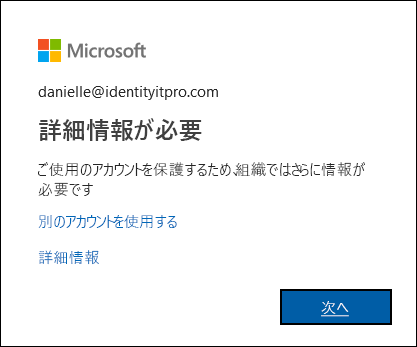 Microsoft
danielle@identityitpro.com
詳細情報が必要
ご使用のアカウントを保護するため、組織ではさらに情報が
必要です
別のアカウントを使用する
詳細情報
次へ